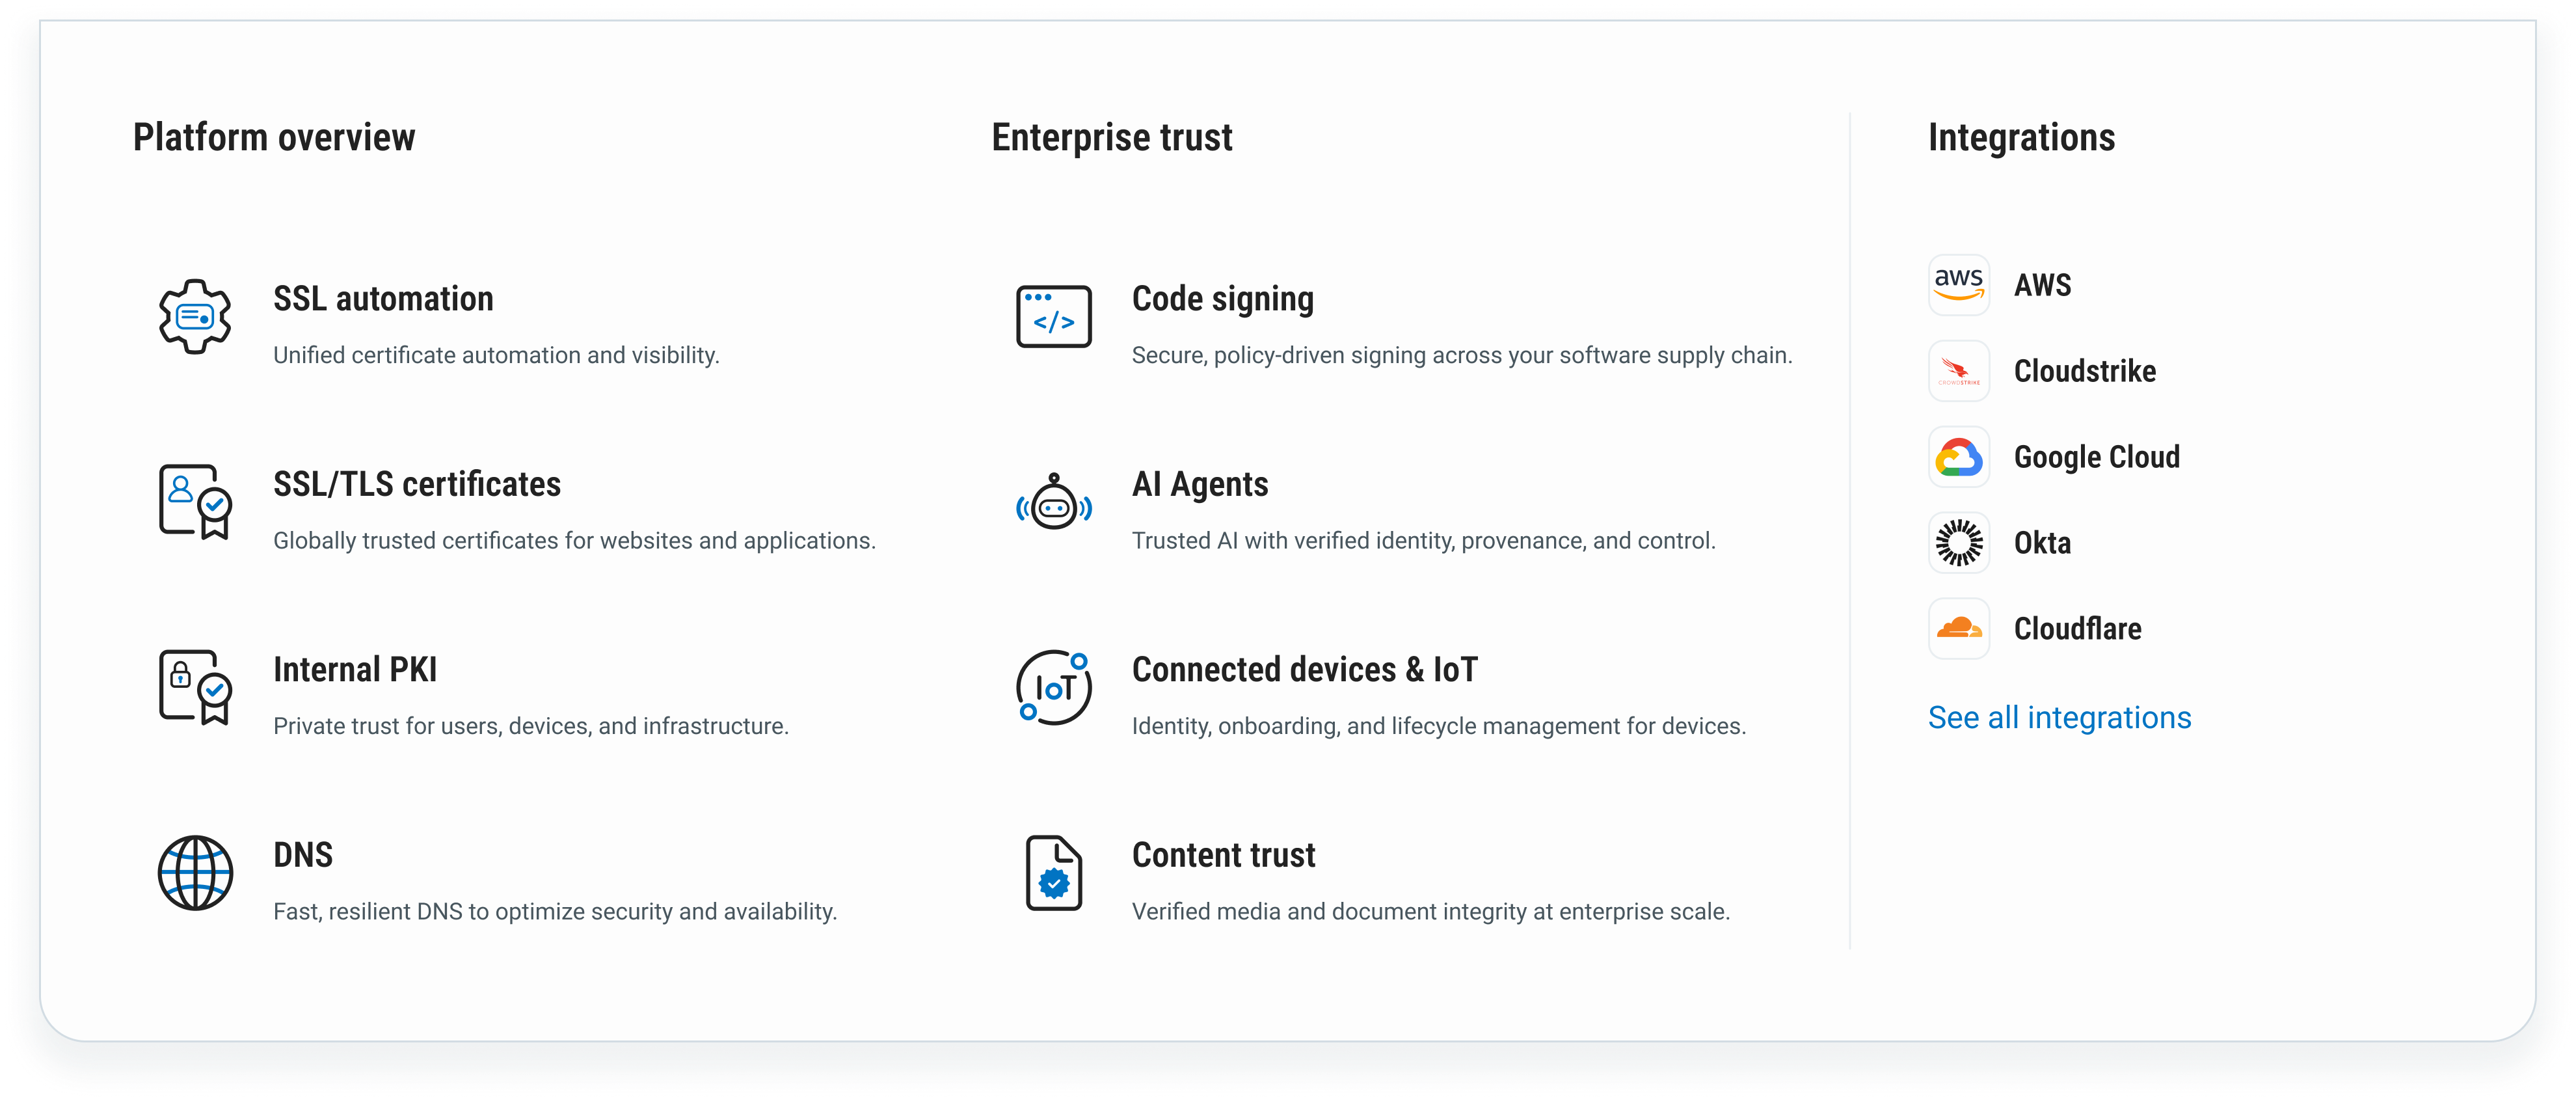 Platform overview
SSL automation
Unified certificate automation and visibility.
SSL/TLS certificates
Globally trusted certificates for websites and applications.
Internal PKI
Private trust for users, devices, and infrastructure.
DNS
Fast, resilient DNS to optimize security and availability.
Enterprise trust
</>
Code signing
Secure, policy-driven signing across your software supply chain.
AI Agents
Trusted AI with verified identity, provenance, and control.
IoT
Connected devices & IoT
Identity, onboarding, and lifecycle management for devices.
Content trust
Verified media and document integrity at enterprise scale.
Integrations
aws
AWS
CROWDSTRIKE
Cloudstrike
Google Cloud
Okta
Cloudflare
See all integrations